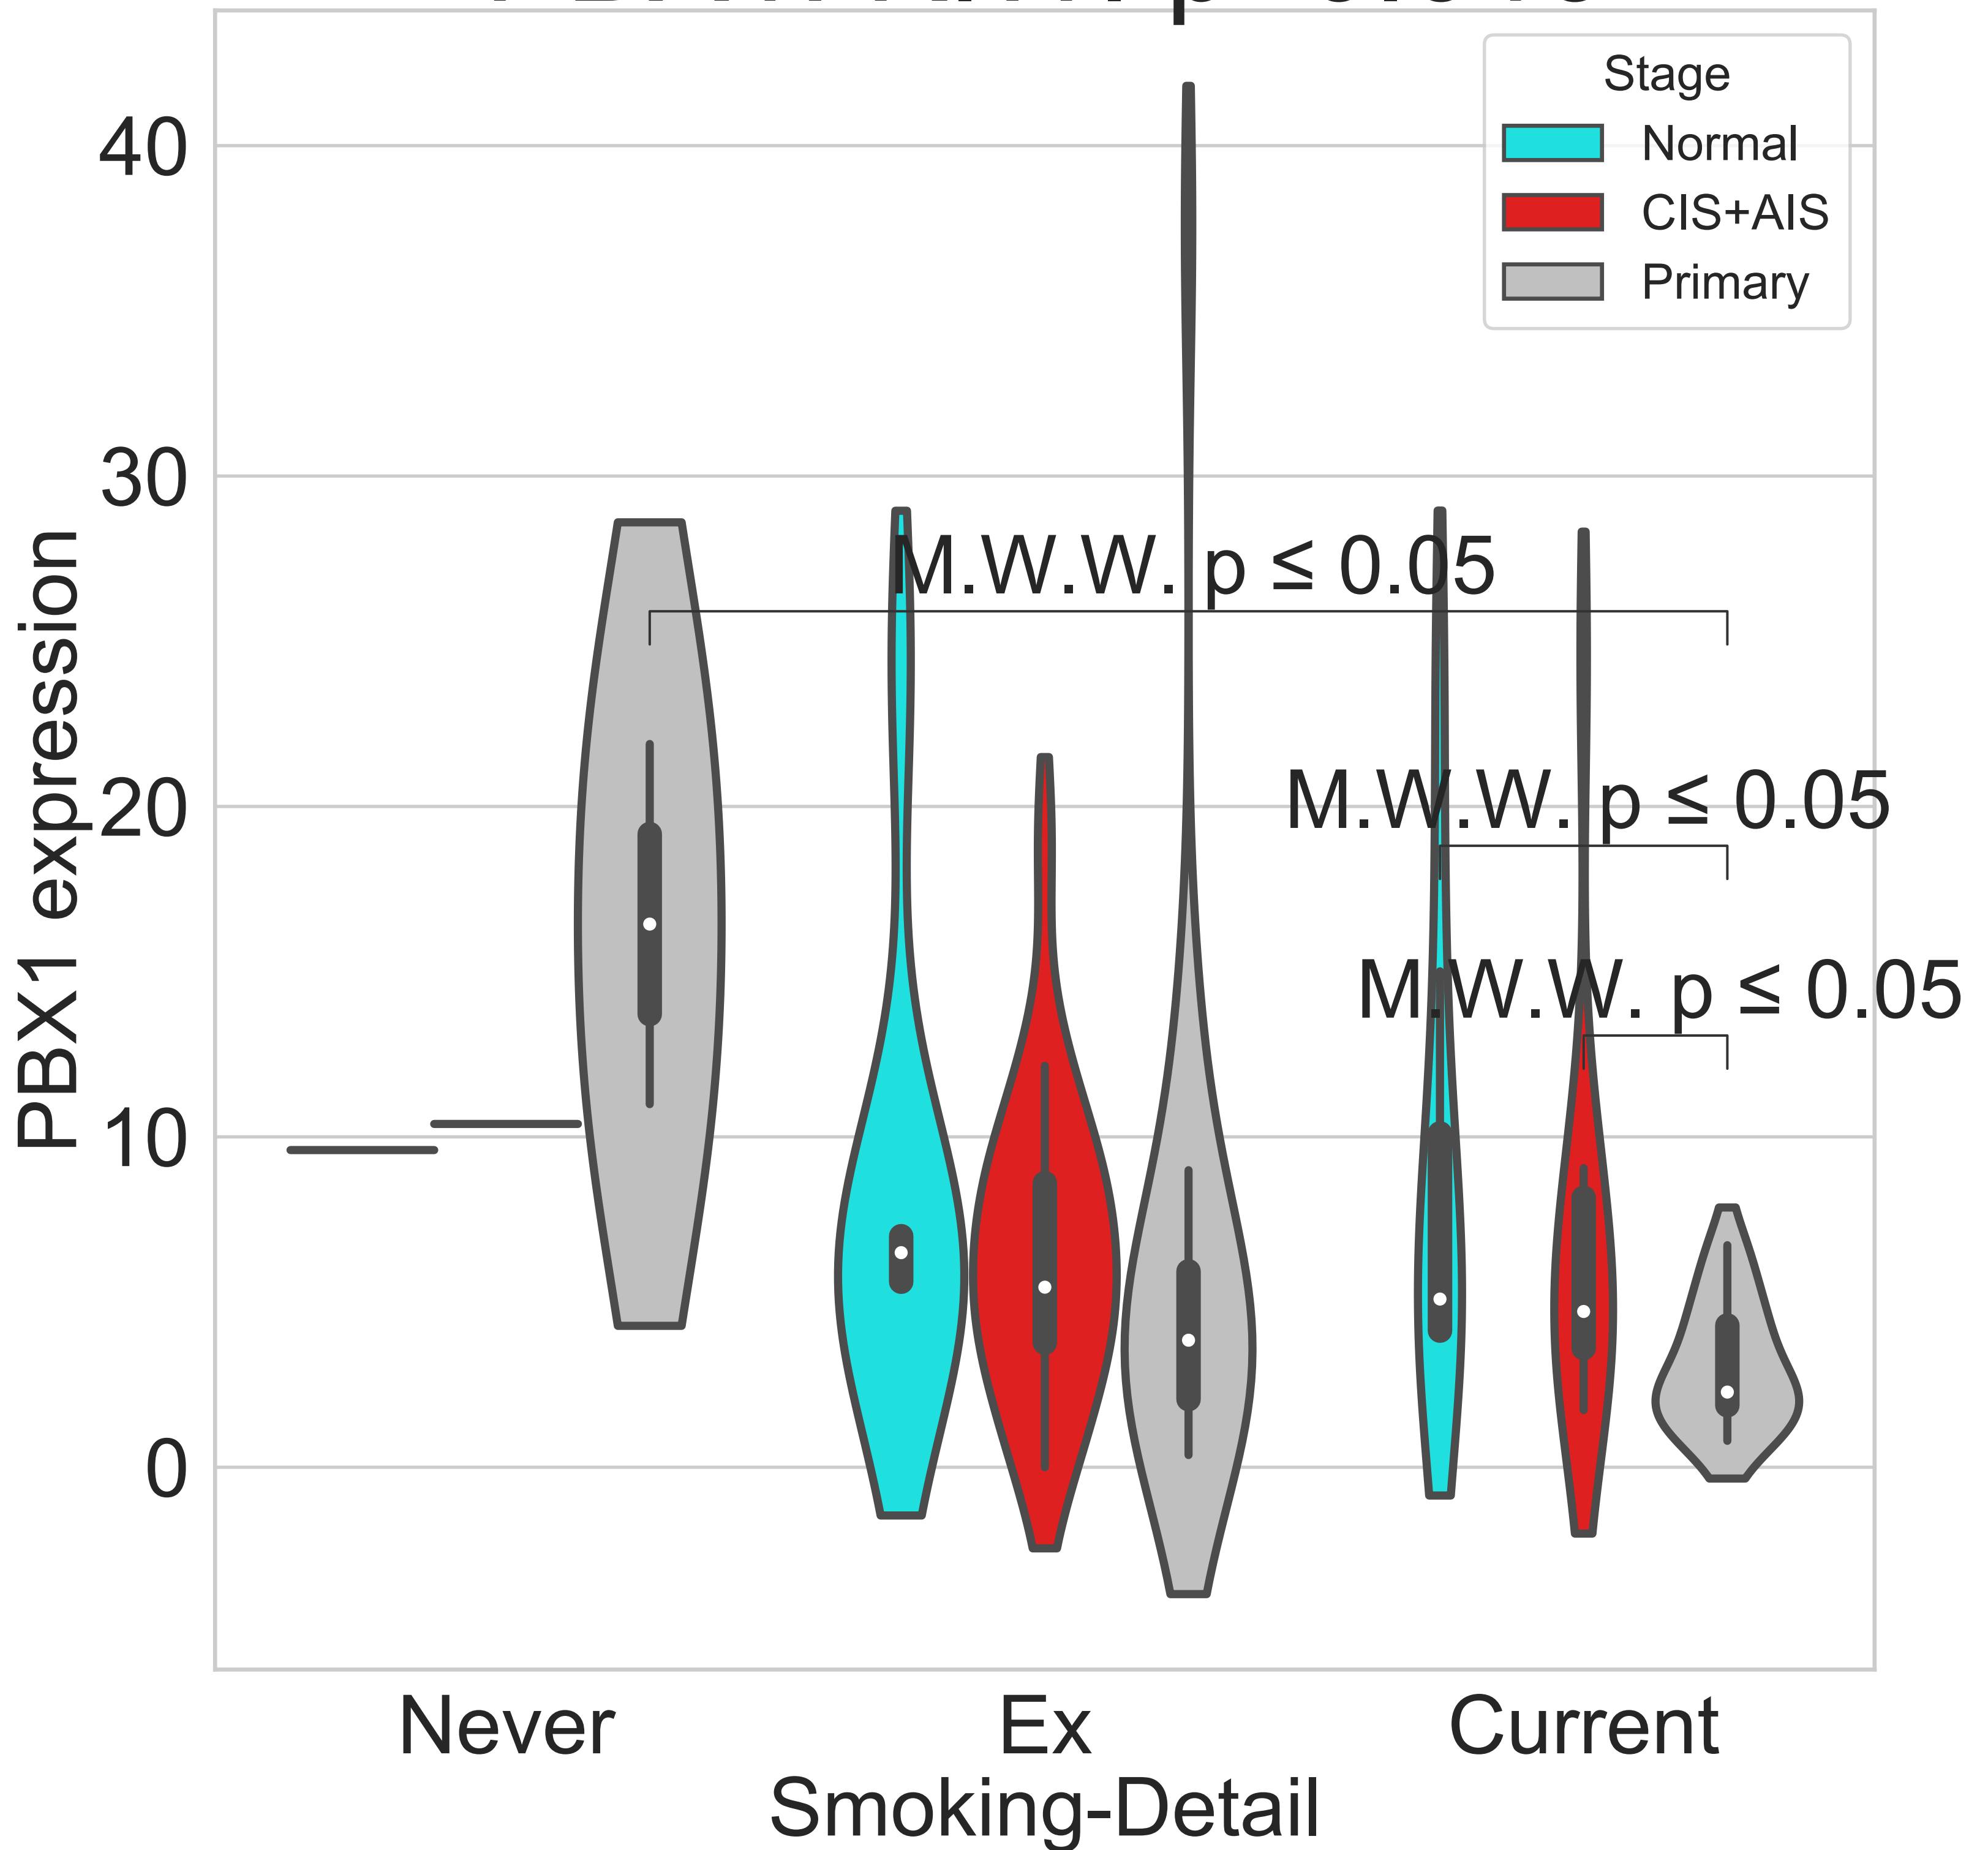 Stage
Normal
CIS+AIS
Primary
40
30
20
10
0
PBX1 expression
M.W.W. p ≤ 0.05
M.W.W. p ≤ 0.05
M.W.W. p ≤ 0.05
Never
Ex
Current
Smoking-Detail